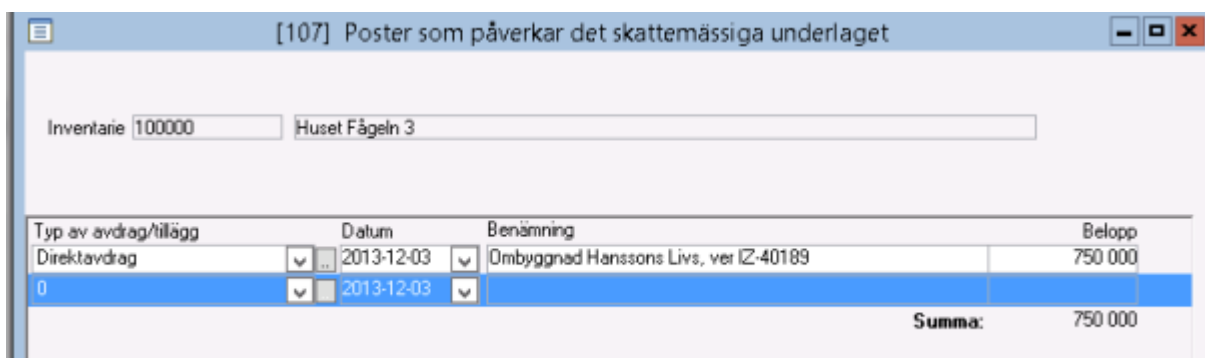 [107] Poster som påverkar det skattemässiga underlaget
Inventarie 100000 Huset Fågeln 3
Typ av avdrag/tillägg Datum Benämning Belopp
Direktavdrag .. 2013-12-03 Ombyggnad Hanssons Livs, ver IZ-40189 750 000
0 2013-12-03
Summa: 750 000